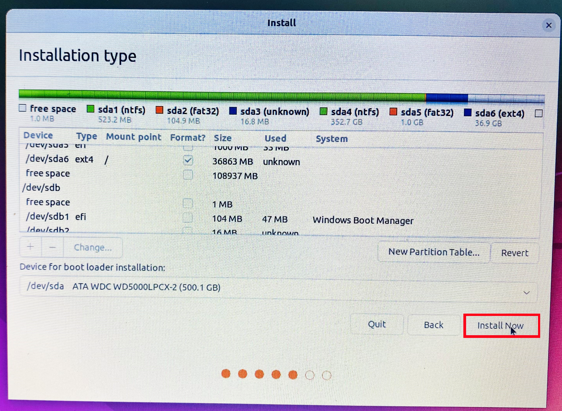 Install
Installation type
free space sda1 (ntfs) sda2 (fat32) sda3 (unknown) sda4 (ntfs) sda5 (fat32) sda6 (ext4)
1.0 MB 523.2 MB 104.9 MB 16.8 MB 352.7 GB 1.0 GB 36.9 GB
Device Type Mount point Format? Size Used System
/dev/sda5 efi 1000 MB 33 MB
/dev/sda6 ext4 / 36863 MB unknown
free space 108937 MB
/dev/sdb
free space 1 MB
/dev/sdb1 efi 104 MB 47 MB Windows Boot Manager
/dev/sdb2 16 MB unknown
+ − Change... New Partition Table... Revert
Device for boot loader installation:
/dev/sda ATA WDC WD5000LPCX-2 (500.1 GB)
Quit Back Install Now